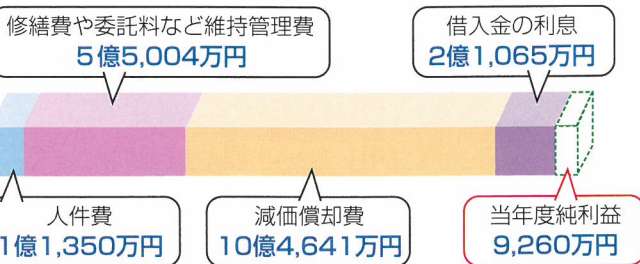 修繕費や委託料など維持管理費
5億5,004万円
借入金の利息
2億1,065万円
人件費
1億1,350万円
減価償却費
10億4,641万円
当年度純利益
9,260万円